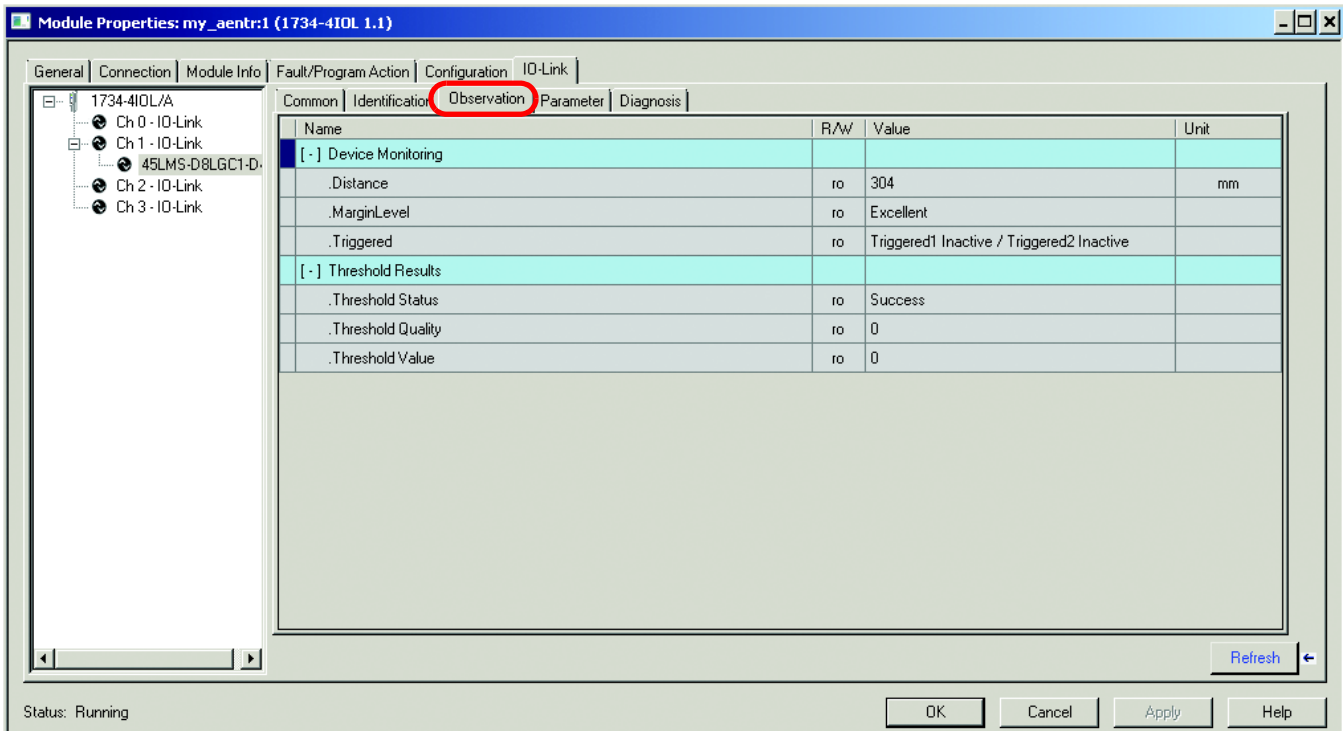 Module Properties: my_aentr:1 (1734-4IOL 1.1)
General Connection Module Info Fault/Program Action Configuration IO-Link
1734-4IOL/A
Ch 0 - IO-Link
Ch 1 - IO-Link
45LMS-D8LGC1-D
Ch 2 - IO-Link
Ch 3 - IO-Link
Common Identification Observation Parameter Diagnosis
Name R/W Value Unit
[-] Device Monitoring
.Distance ro 304 mm
.MarginLevel ro Excellent
.Triggered ro Triggered1 Inactive / Triggered2 Inactive
[-] Threshold Results
.Threshold Status ro Success
.Threshold Quality ro 0
.Threshold Value ro 0
Refresh
Status: Running
OK Cancel Apply Help